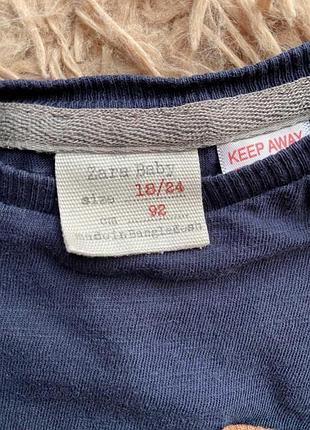 Zara Baby
size 18/24
cm 92
Made in Bangladesh
KEEP AWAY